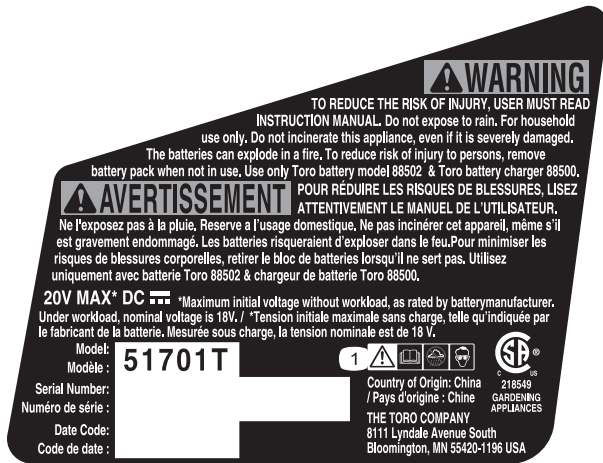 WARNING
TO REDUCE THE RISK OF INJURY, USER MUST READ
INSTRUCTION MANUAL. Do not expose to rain. For household
use only. Do not incinerate this appliance, even if it is severely damaged.
The batteries can explode in a fire. To reduce risk of injury to persons, remove
battery pack when not in use. Use only Toro battery model 88502 & Toro battery charger 88500.
AVERTISSEMENT
POUR RÉDUIRE LES RISQUES DE BLESSURES, LISEZ
ATTENTIVEMENT LE MANUEL DE L'UTILISATEUR.
Ne l'exposez pas à la pluie. Reserve a l'usage domestique. Ne pas incinérer cet appareil, même s'il
est gravement endommagé. Les batteries risqueraient d'exploser dans le feu.Pour minimiser les
risques de blessures corporelles, retirer le bloc de batteries lorsqu'il ne sert pas. Utilisez
uniquement avec batterie Toro 88502 & chargeur de batterie Toro 88500.
20V MAX* DC *Maximum initial voltage without workload, as rated by batterymanufacturer.
Under workload, nominal voltage is 18V. / *Tension initiale maximale sans charge, telle qu'indiquée par
le fabricant de la batterie. Mesurée sous charge, la tension nominale est de 18 V.
Model:
Modèle :
51701T
Serial Number:
Numéro de série :
Date Code:
Code de date :
1
Country of Origin: China
/ Pays d'origine : Chine
THE TORO COMPANY
8111 Lyndale Avenue South
Bloomington, MN 55420-1196 USA
SA ®
C US
218549
GARDENING
APPLIANCES